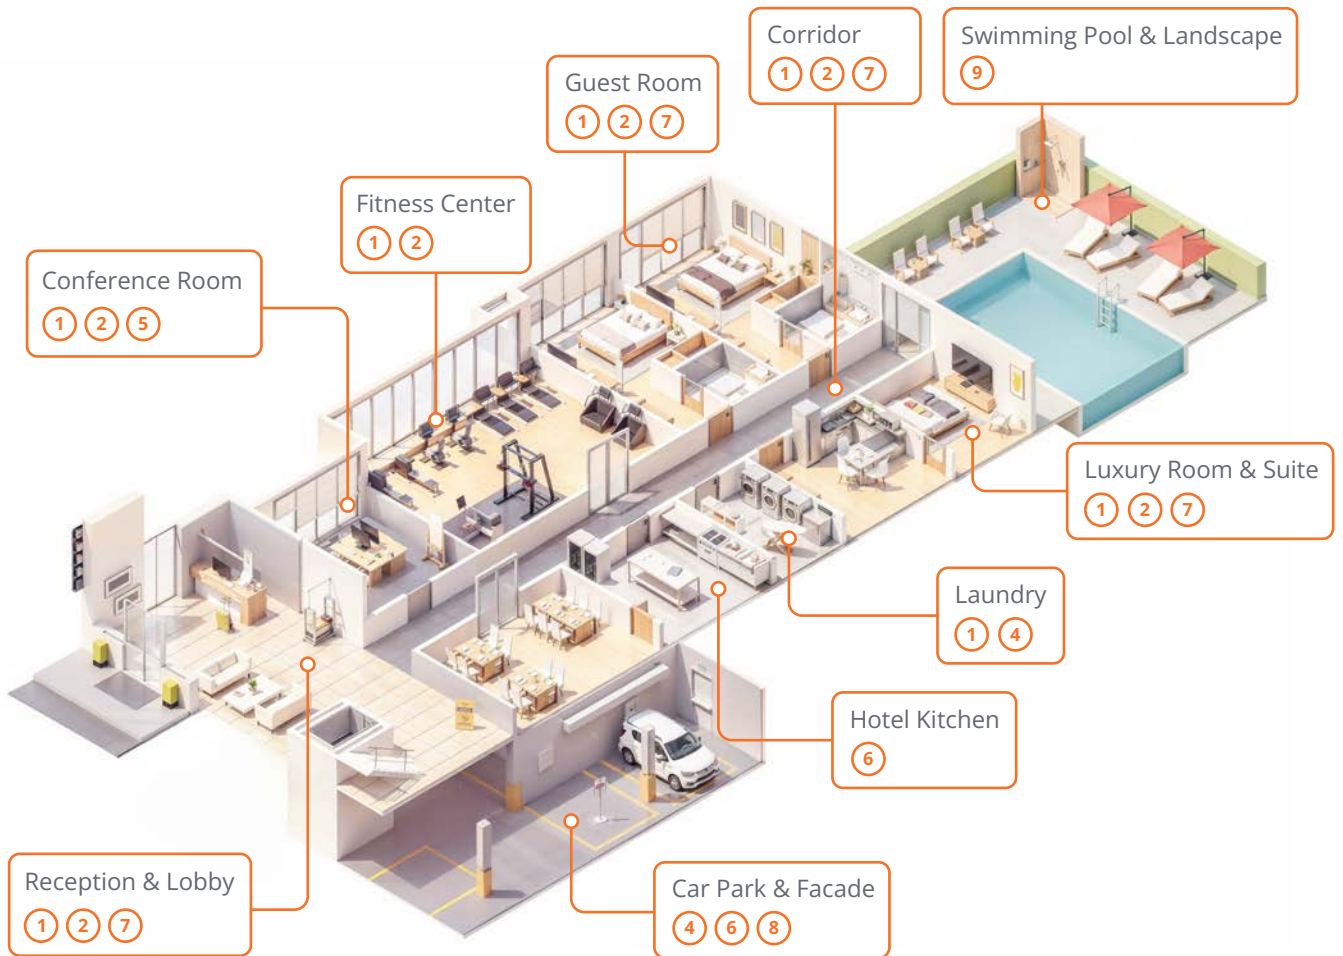 Corridor
1 2 7
Swimming Pool & Landscape
9
Guest Room
1 2 7
Fitness Center
1 2
Conference Room
1 2 5
Luxury Room & Suite
1 2 7
Laundry
1 4
Hotel Kitchen
6
Reception & Lobby
1 2 7
Car Park & Facade
4 6 8